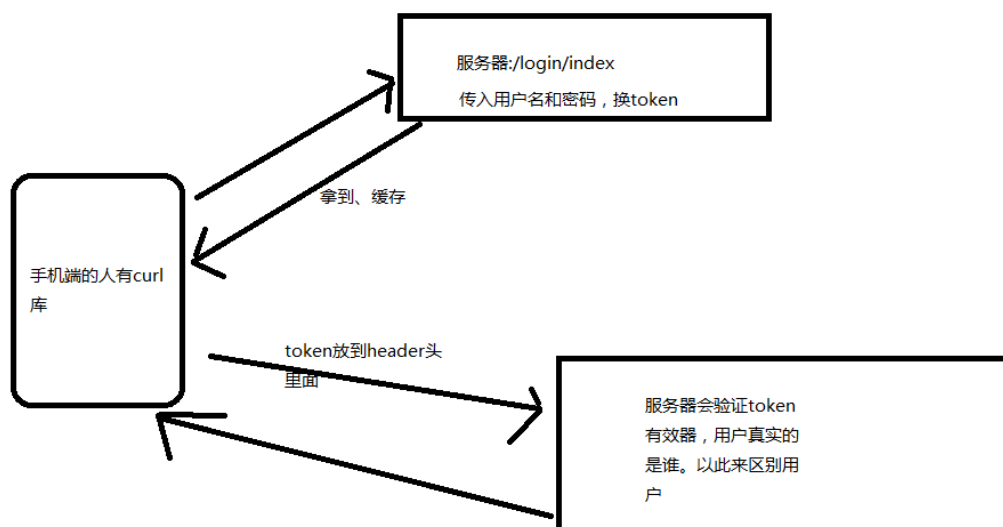 服务器:/login/index
传入用户名和密码，换token
拿到、缓存
手机端的人有curl
库
token放到header头
里面
服务器会验证token
有效器，用户真实的
是谁。以此来区别用
户